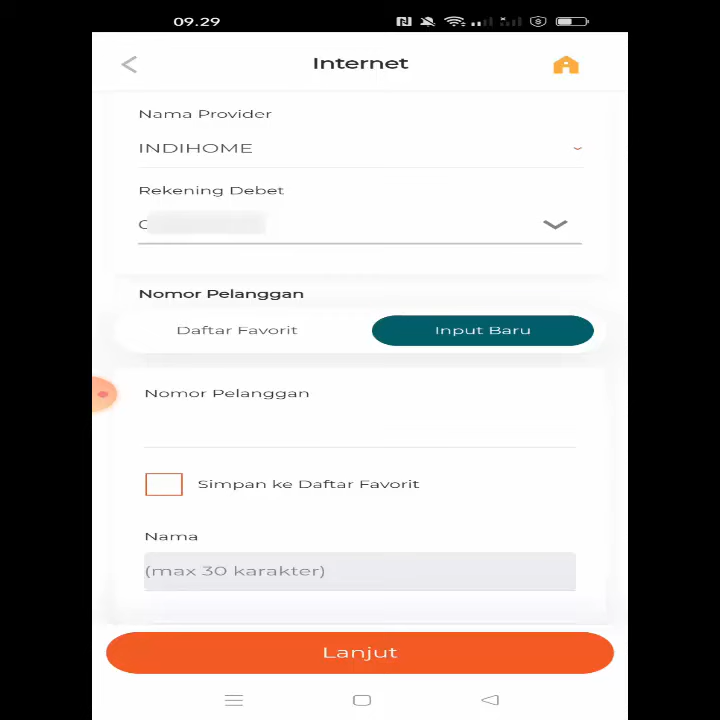 09.29
Internet
Nama Provider
INDIHOME
Rekening Debet
Nomor Pelanggan
Daftar Favorit
Input Baru
Nomor Pelanggan
Simpan ke Daftar Favorit
Nama
(max 30 karakter)
Lanjut